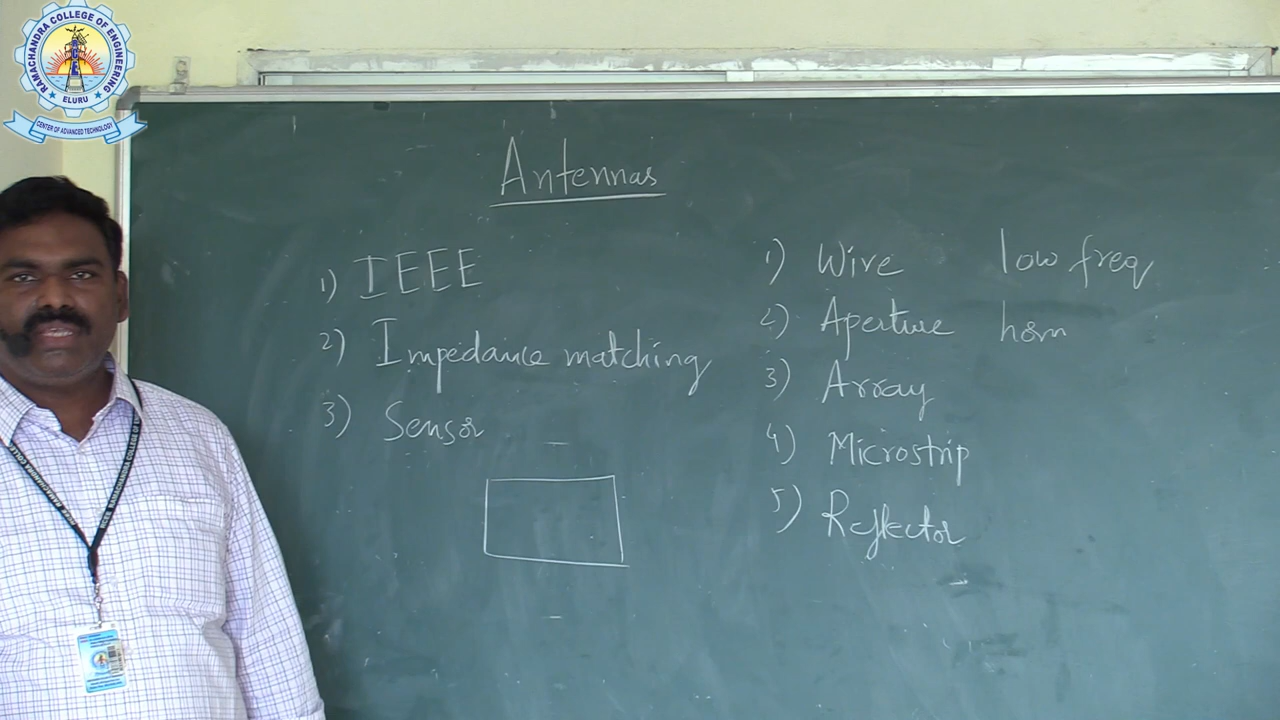 RAMACHANDRA COLLEGE OF ENGINEERING
ELURU
CENTER OF ADVANCED TECHNOLOGY
Antennas
1) IEEE
2) Impedance matching
3) Sensor
1) Wire low freq
2) Aperture horn
3) Array
4) Microstrip
5) Reflector